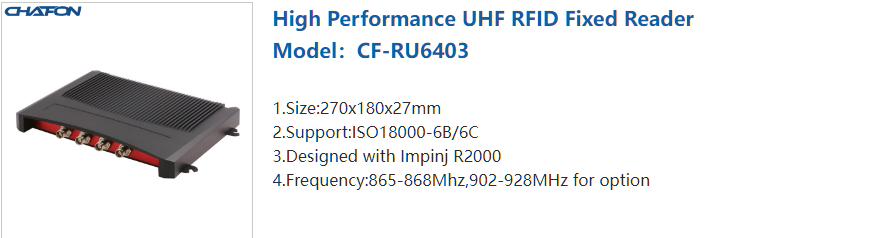 CHAFON
High Performance UHF RFID Fixed Reader
Model：CF-RU6403
1.Size:270x180x27mm
2.Support:ISO18000-6B/6C
3.Designed with Impinj R2000
4.Frequency:865-868Mhz,902-928MHz for option